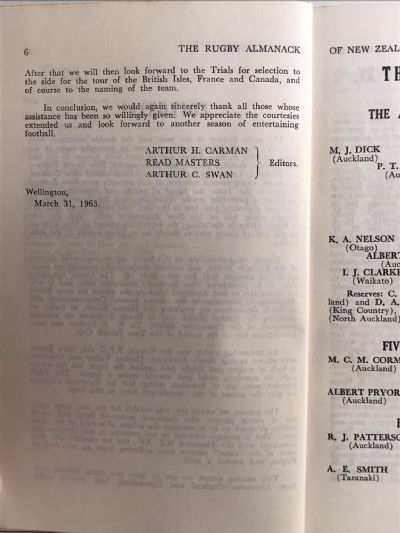 6 THE RUGBY ALMANACK
After that we will then look forward to the Trials for selection to
the side for the tour of the British Isles, France and Canada, and
of course to the naming of the team.
In conclusion, we would again sincerely thank all those whose
assistance has been so willingly given. We appreciate the courtesies
extended us and look forward to another season of entertaining
football.
ARTHUR H. CARMAN
READ MASTERS Editors.
ARTHUR C. SWAN
Wellington,
March 31, 1963.
OF NEW ZEAL
TH
THE A
M. J. DICK
(Auckland)
P. T.
(Au
K. A. NELSON
(Otago)
ALBERT
(Auc
I. J. CLARKE
(Waikato)
Reserves: C.
land) and D. A.
(King Country),
(North Auckland)
FIV
M. C. M. CORM
(Auckland)
ALBERT PRYOR
(Auckland)
R. J. PATTERSO
(Auckland)
A. E. SMITH
(Taranaki)